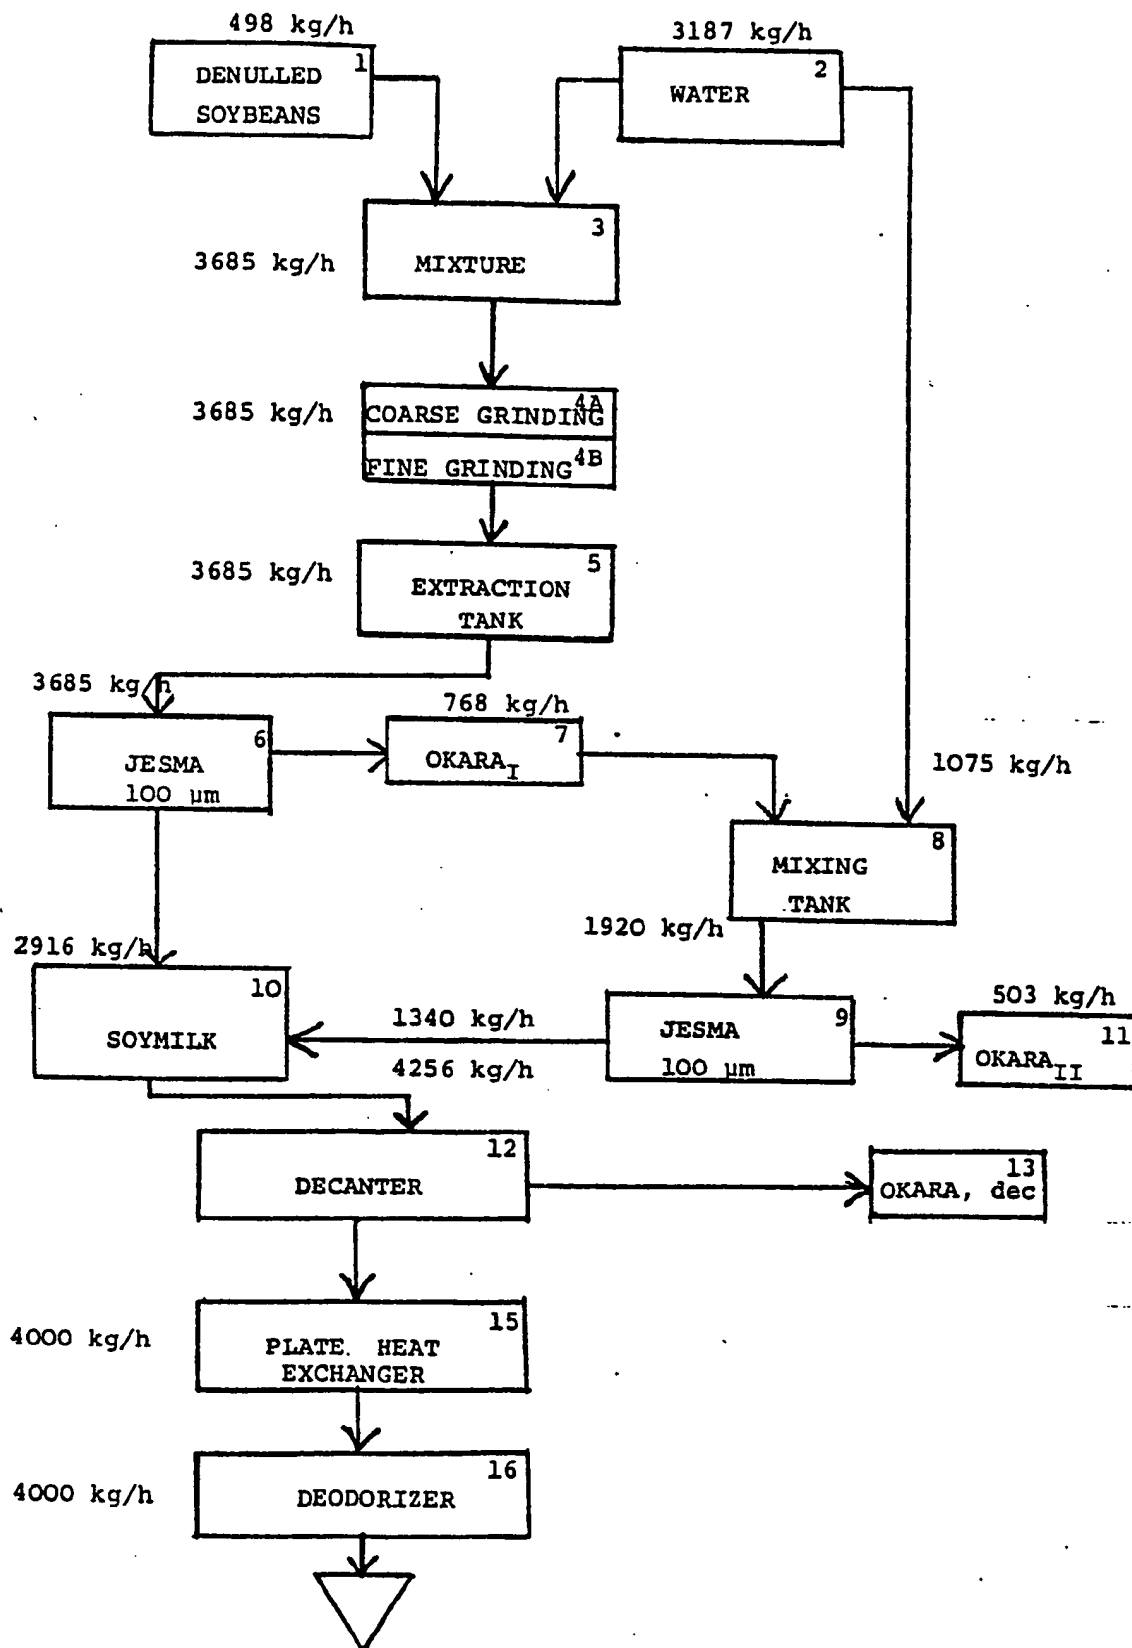 498 kg/h
3187 kg/h
1
DENULLED
SOYBEANS
2
WATER
3
MIXTURE
3685 kg/h
4A
COARSE GRINDING
3685 kg/h
4B
FINE GRINDING
5
EXTRACTION
TANK
3685 kg/h
3685 kg/h
6
JESMA
100 µm
768 kg/h
7
OKARA I
1075 kg/h
8
MIXING
TANK
1920 kg/h
2916 kg/h
10
SOYMILK
1340 kg/h
4256 kg/h
9
JESMA
100 µm
503 kg/h
11
OKARA II
12
DECANTER
13
OKARA, dec
15
PLATE. HEAT
EXCHANGER
4000 kg/h
16
DEODORIZER
4000 kg/h